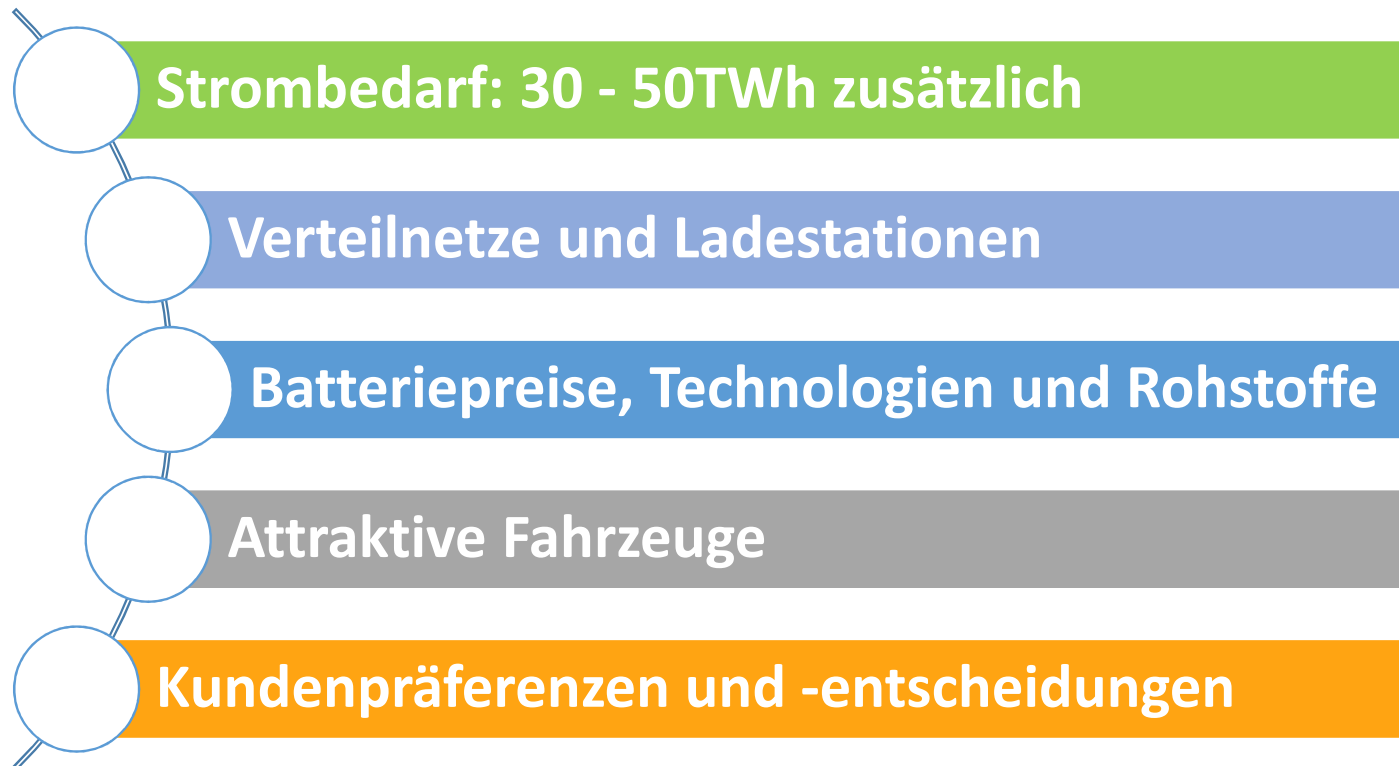 Strombedarf: 30 - 50TWh zusätzlich
Verteilnetze und Ladestationen
Batteriepreise, Technologien und Rohstoffe
Attraktive Fahrzeuge
Kundenpräferenzen und -entscheidungen